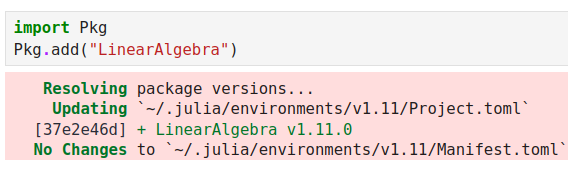 import Pkg
Pkg.add("LinearAlgebra")
Resolving package versions...
Updating `~/.julia/environments/v1.11/Project.toml`
[37e2e46d] + LinearAlgebra v1.11.0
No Changes to `~/.julia/environments/v1.11/Manifest.toml`